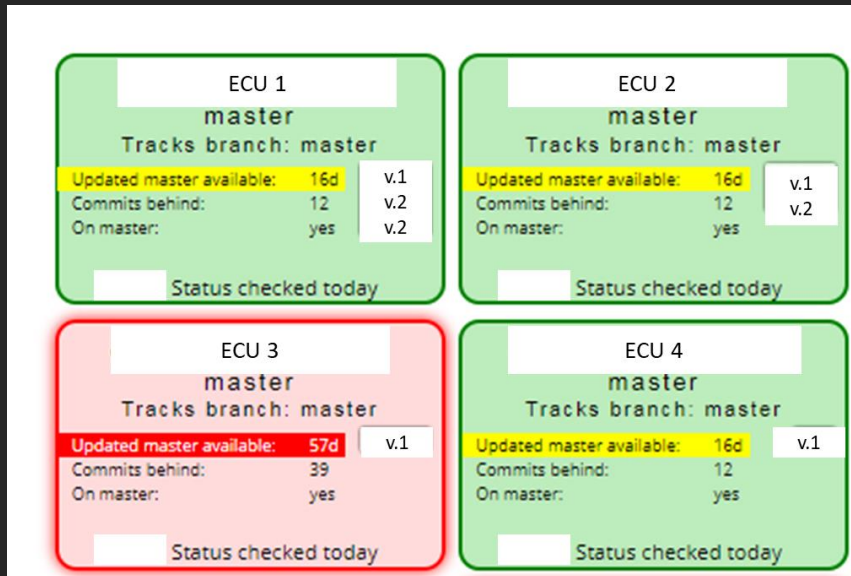 ECU 1
master
Tracks branch: master
Updated master available: 16d v.1
Commits behind: 12 v.2
On master: yes v.2
Status checked today
ECU 2
master
Tracks branch: master
Updated master available: 16d v.1
Commits behind: 12 v.2
On master: yes
Status checked today
ECU 3
master
Tracks branch: master
Updated master available: 57d v.1
Commits behind: 39
On master: yes
Status checked today
ECU 4
master
Tracks branch: master
Updated master available: 16d v.1
Commits behind: 12
On master: yes
Status checked today